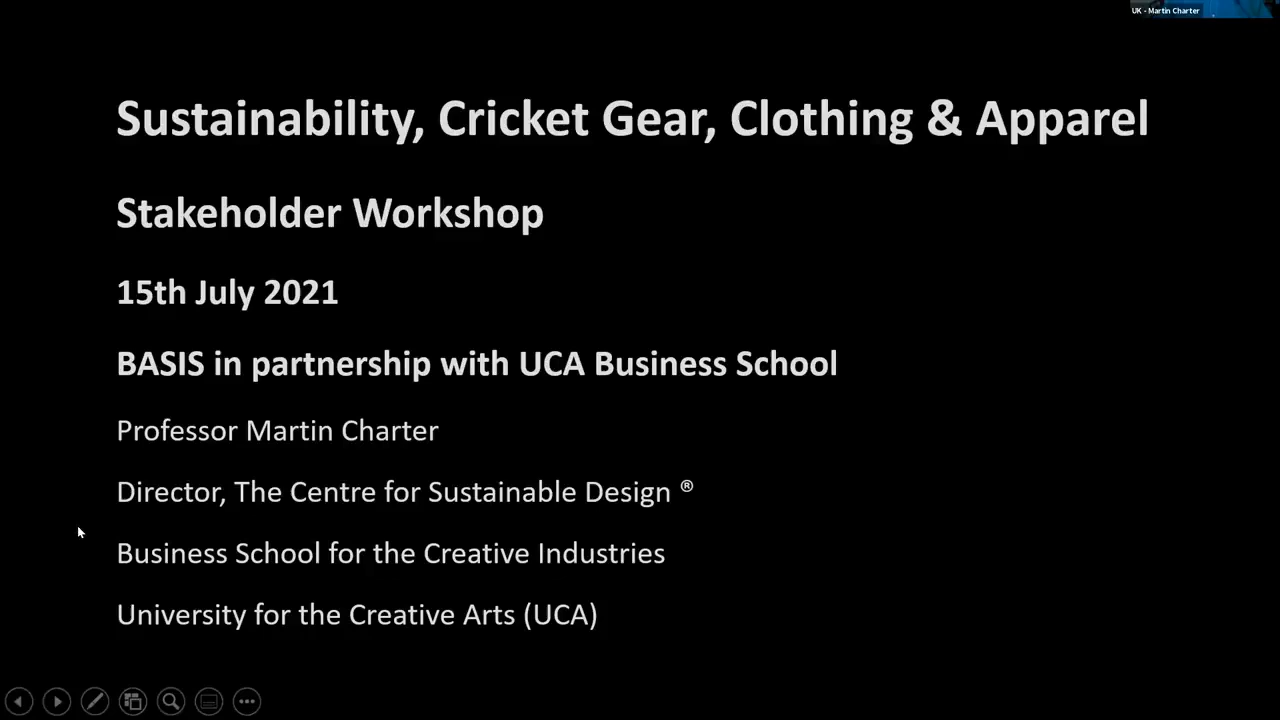 UK - Martin Charter
Sustainability, Cricket Gear, Clothing & Apparel
Stakeholder Workshop
15th July 2021
BASIS in partnership with UCA Business School
Professor Martin Charter
Director, The Centre for Sustainable Design ®
Business School for the Creative Industries
University for the Creative Arts (UCA)